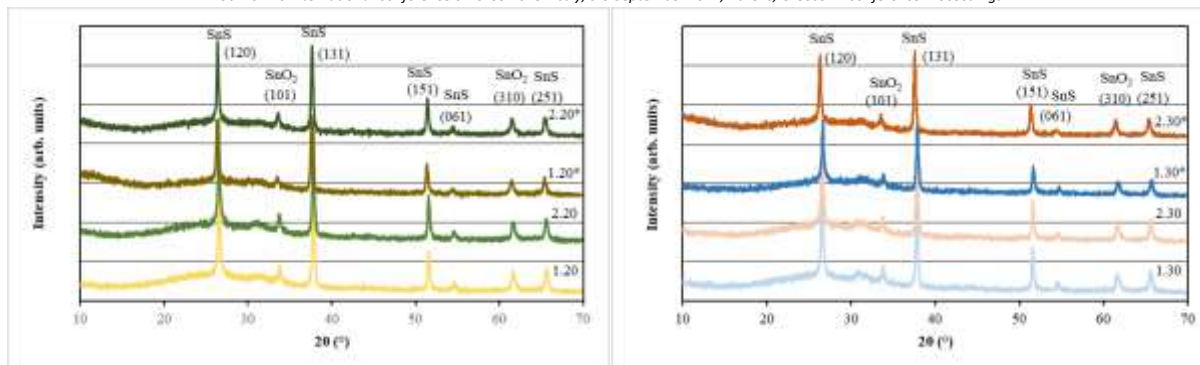 SnS
(120)
SnO2
(101)
SnS
(131)
SnS
(151)
SnS
(061)
SnO2
(310)
SnS
(251)
2.20*
1.20*
2.20
1.20
Intensity (arb. units)
10 20 30 40 50 60 70
2θ (°)
SnS
(120)
SnO2
(101)
SnS
(131)
SnS
(151)
SnS
(061)
SnO2
(310)
SnS
(251)
2.30*
1.30*
2.30
1.30
Intensity (arb. units)
10 20 30 40 50 60 70
2θ (°)